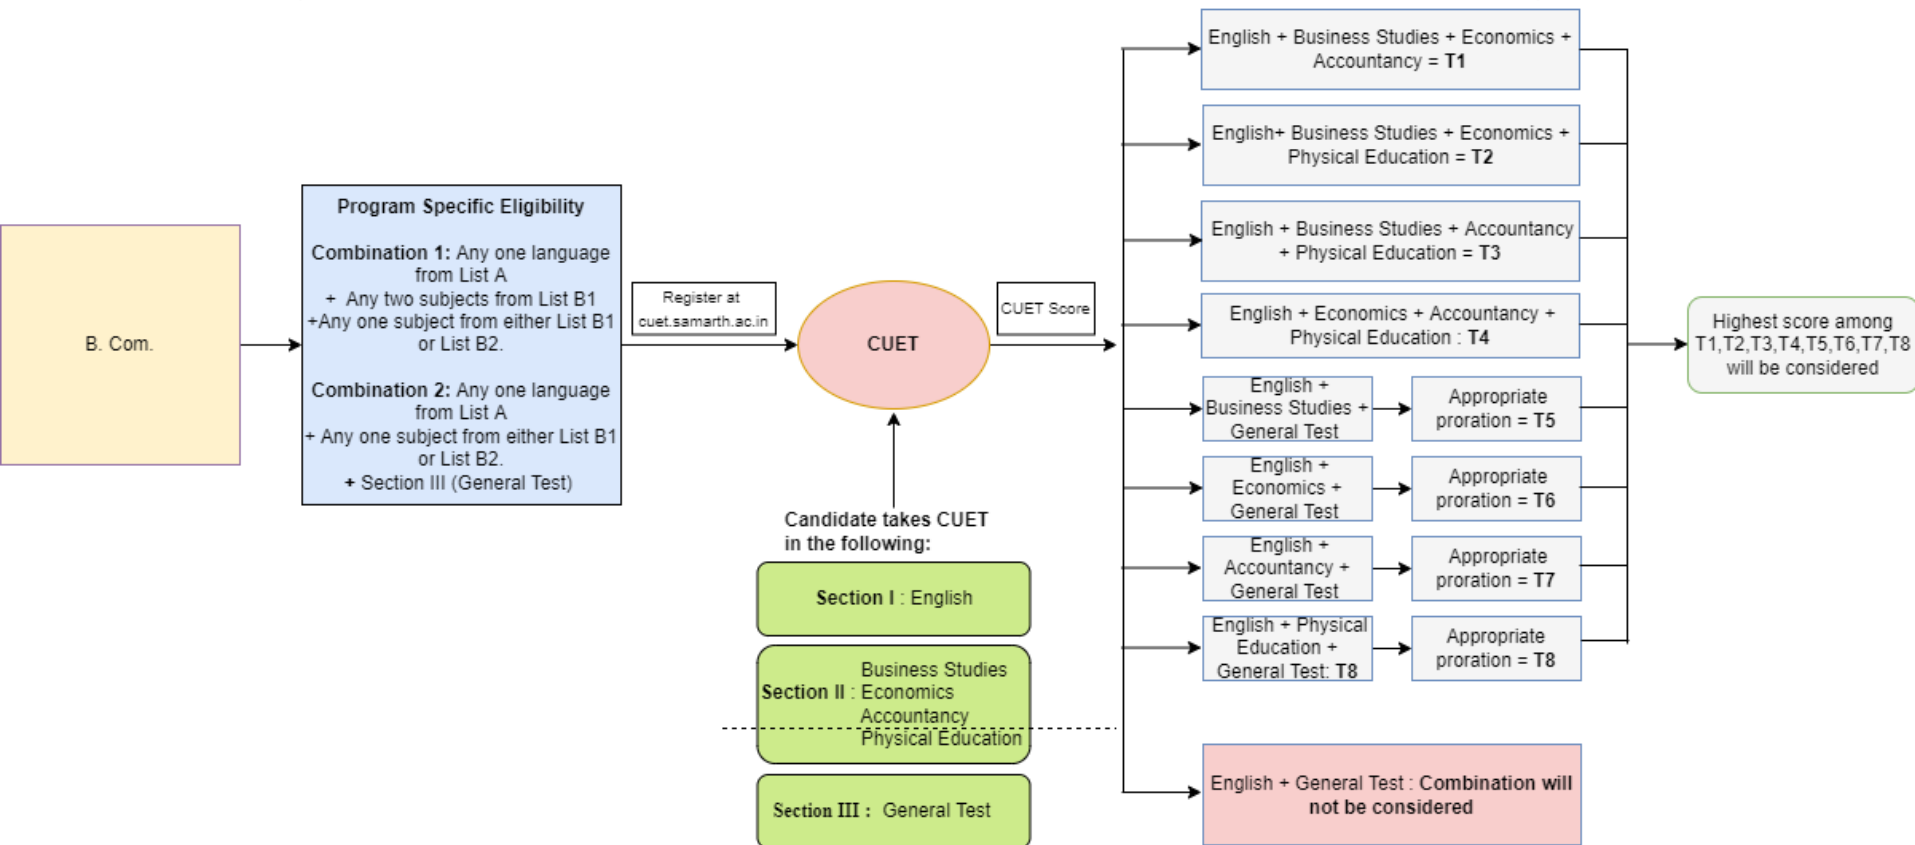 B. Com.
Program Specific Eligibility
Combination 1: Any one language
from List A
+ Any two subjects from List B1
+Any one subject from either List B1
or List B2.
Combination 2: Any one language
from List A
+ Any one subject from either List B1
or List B2.
+ Section III (General Test)
Register at
cuet.samarth.ac.in
CUET
Candidate takes CUET
in the following:
Section I : English
Business Studies
Section II : Economics
Accountancy
Physical Education
Section III : General Test
CUET Score
English + Business Studies + Economics +
Accountancy = T1
English+ Business Studies + Economics +
Physical Education = T2
English + Business Studies + Accountancy
+ Physical Education = T3
English + Economics + Accountancy +
Physical Education : T4
English +
Business Studies +
General Test
Appropriate
proration = T5
English +
Economics +
General Test
Appropriate
proration = T6
English +
Accountancy +
General Test
Appropriate
proration = T7
English + Physical
Education +
General Test: T8
Appropriate
proration = T8
English + General Test : Combination will
not be considered
Highest score among
T1,T2,T3,T4,T5,T6,T7,T8
will be considered